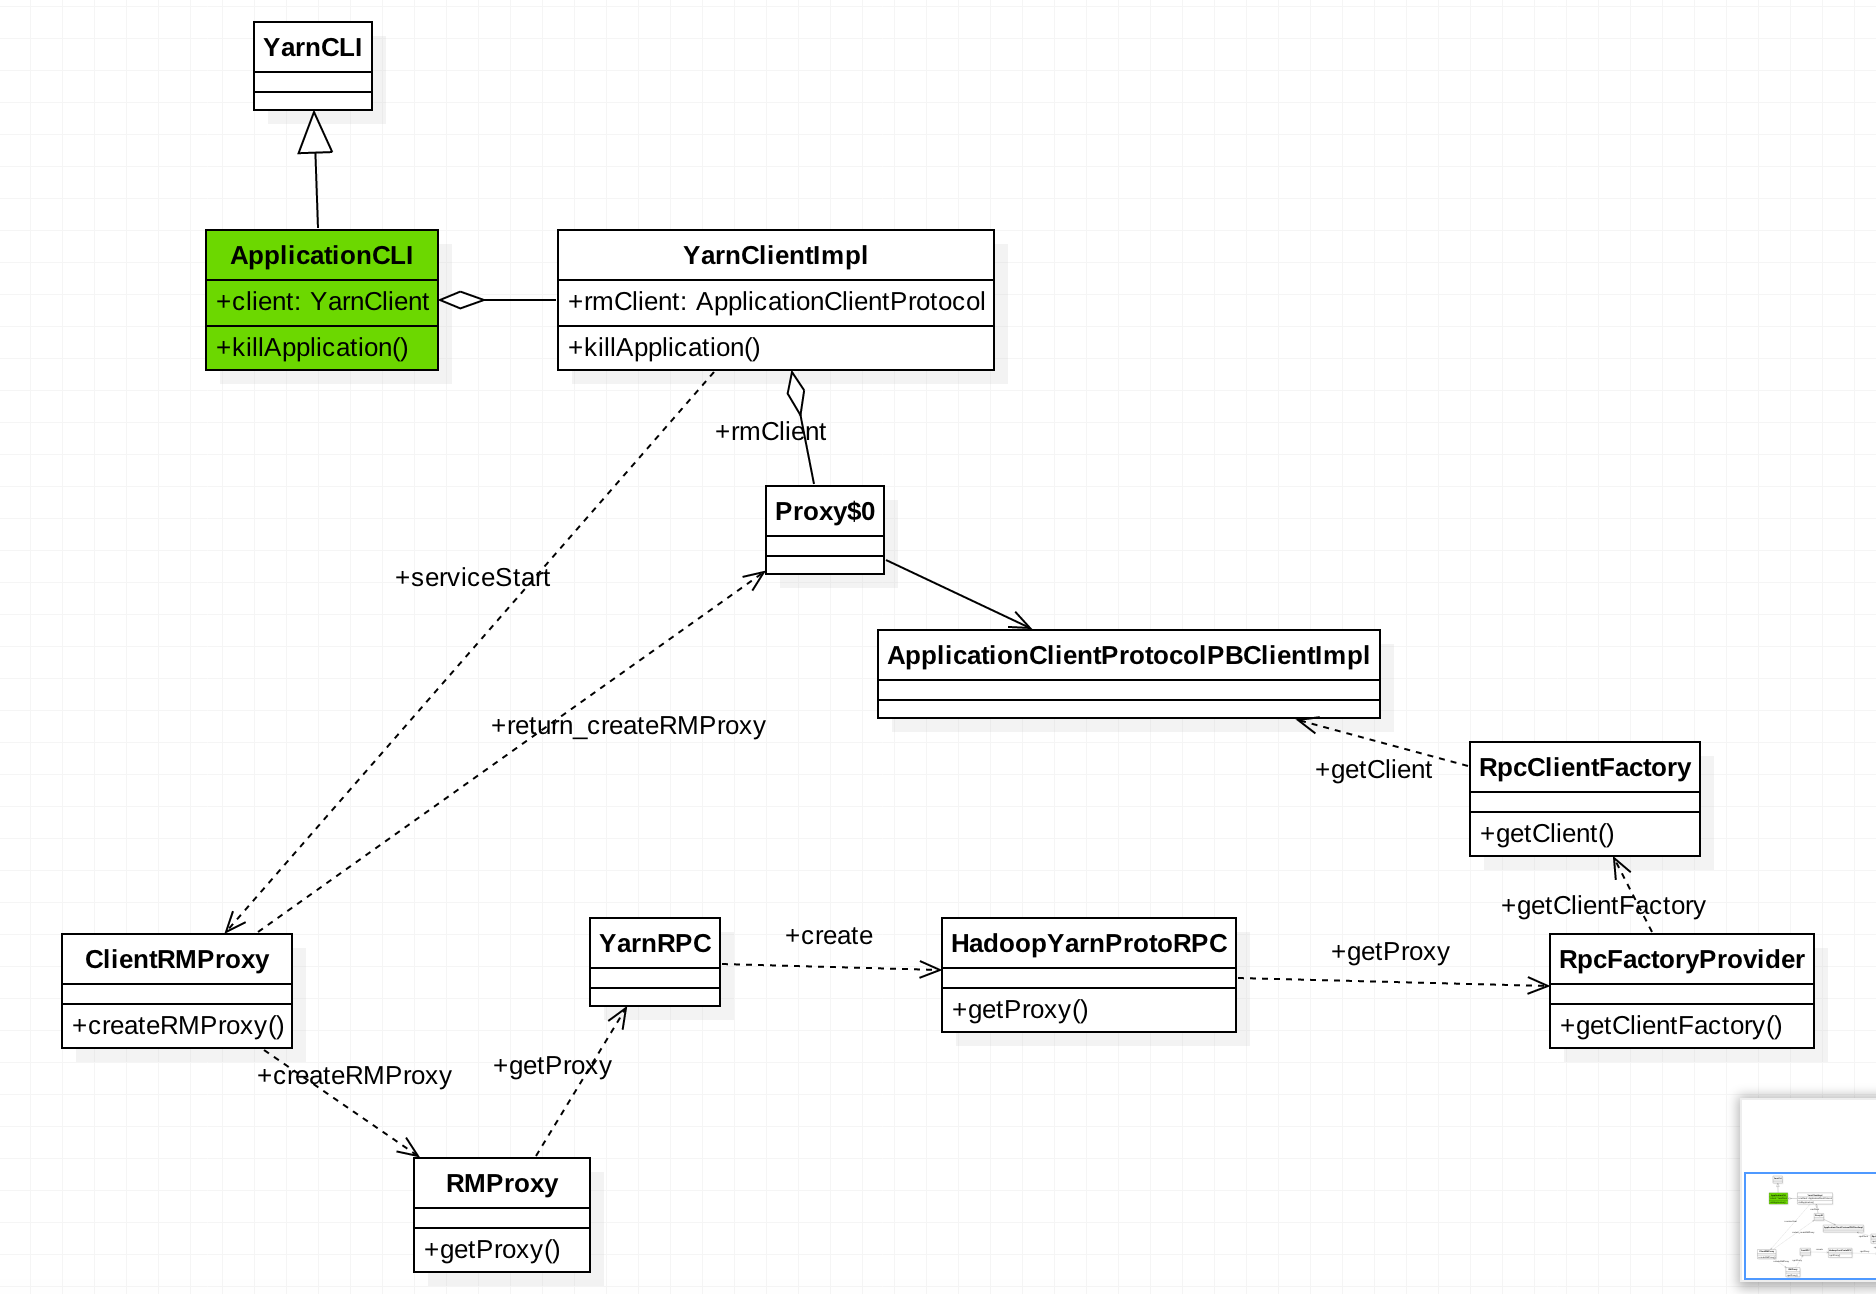 YarnCLI
ApplicationCLI
+client: YarnClient
+killApplication()
YarnClientImpl
+rmClient: ApplicationClientProtocol
+killApplication()
+rmClient
Proxy$0
+serviceStart
ApplicationClientProtocolPBClientImpl
+return_createRMProxy
+getClient
RpcClientFactory
+getClient()
+getClientFactory
ClientRMProxy
+createRMProxy()
YarnRPC
+create
HadoopYarnProtoRPC
+getProxy()
+getProxy
RpcFactoryProvider
+getClientFactory()
+createRMProxy
+getProxy
RMProxy
+getProxy()